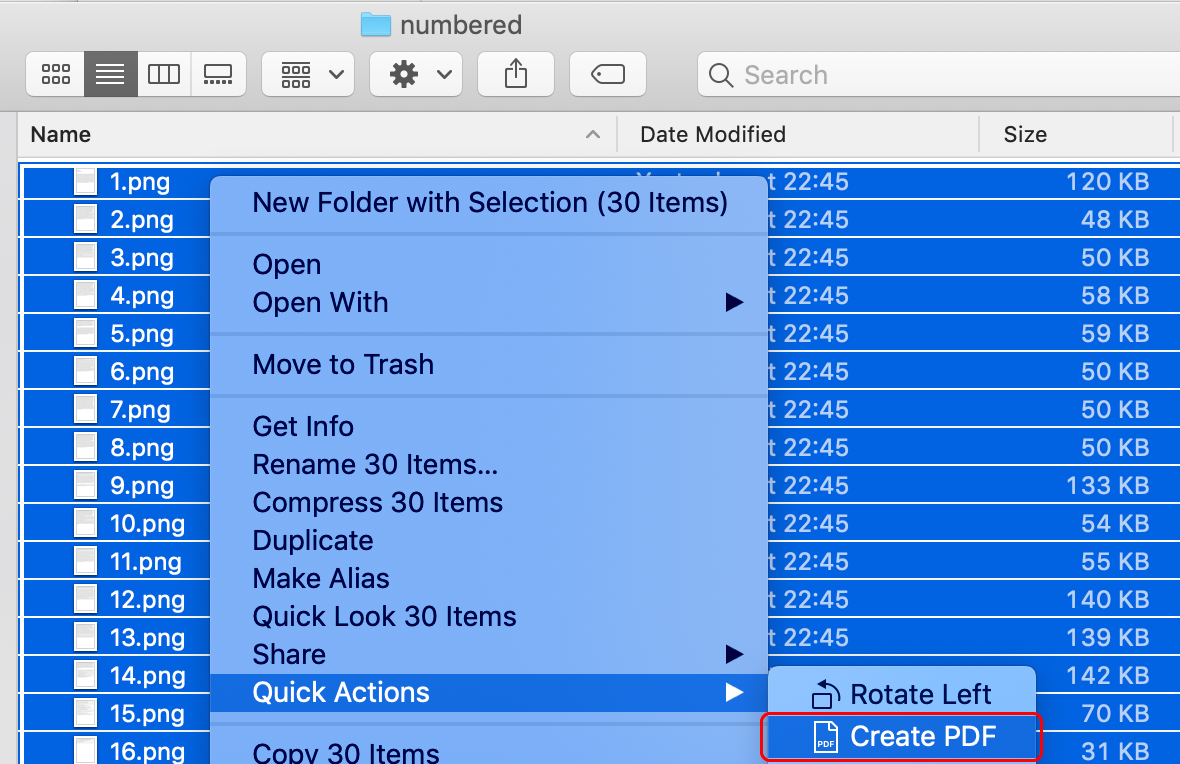 numbered
Search
Name Date Modified Size
1.png t 22:45 120 KB
2.png t 22:45 48 KB
3.png t 22:45 50 KB
4.png t 22:45 58 KB
5.png t 22:45 59 KB
6.png t 22:45 50 KB
7.png t 22:45 50 KB
8.png t 22:45 50 KB
9.png t 22:45 133 KB
10.png t 22:45 54 KB
11.png t 22:45 55 KB
12.png t 22:45 140 KB
13.png t 22:45 139 KB
14.png 142 KB
15.png 70 KB
16.png 31 KB
New Folder with Selection (30 Items)
Open
Open With
Move to Trash
Get Info
Rename 30 Items...
Compress 30 Items
Duplicate
Make Alias
Quick Look 30 Items
Share
Quick Actions
Copy 30 Items
Rotate Left
PDF Create PDF